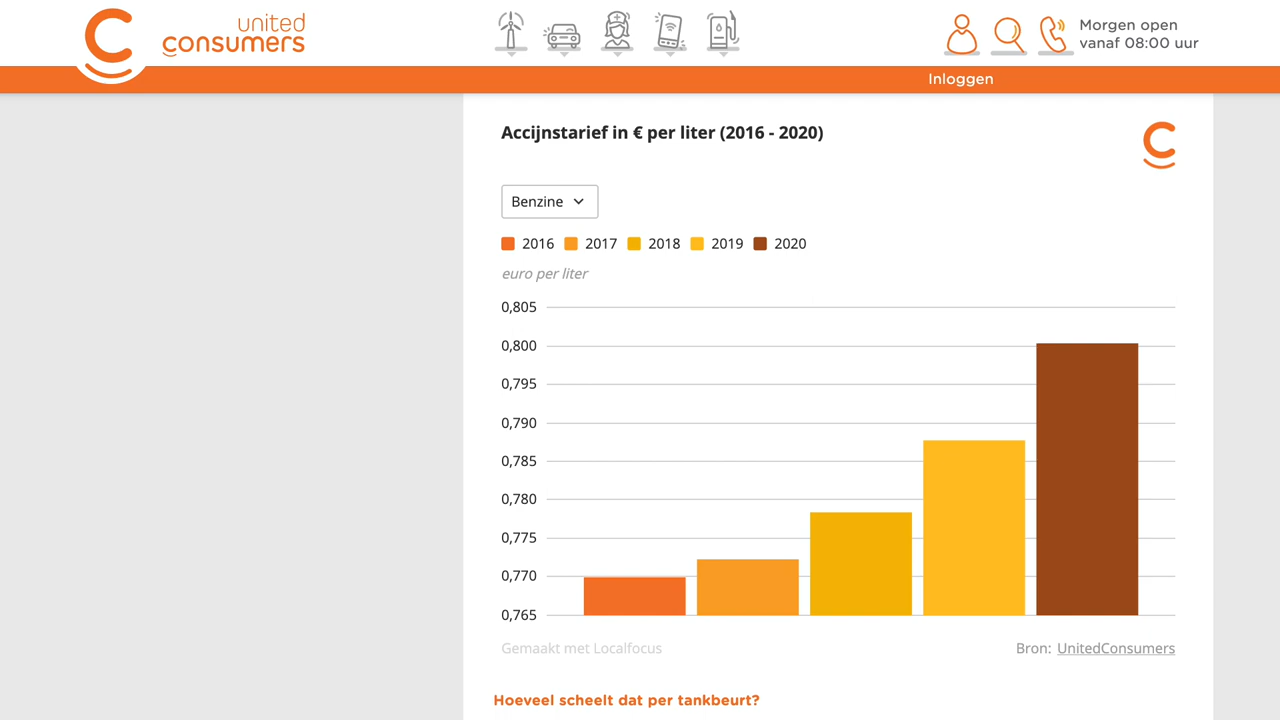 united
consumers
Morgen open
vanaf 08:00 uur
Inloggen
Accijnstarief in € per liter (2016 - 2020)
Benzine
2016 2017 2018 2019 2020
euro per liter
0,805
0,800
0,795
0,790
0,785
0,780
0,775
0,770
0,765
Gemaakt met Localfocus
Bron: UnitedConsumers
Hoeveel scheelt dat per tankbeurt?